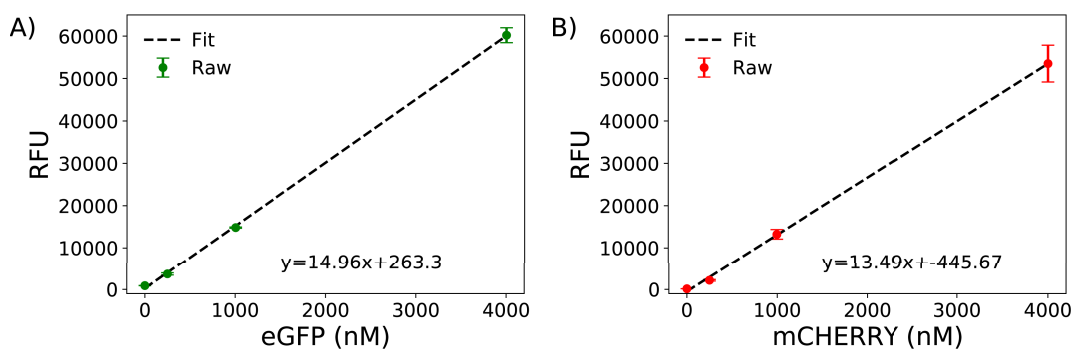 A)
Fit
Raw
60000
50000
40000
30000
20000
10000
0
RFU
y=14.96x+263.3
0 1000 2000 3000 4000
eGFP (nM)
B)
Fit
Raw
60000
50000
40000
30000
20000
10000
0
RFU
y=13.49x+-445.67
0 1000 2000 3000 4000
mCHERRY (nM)